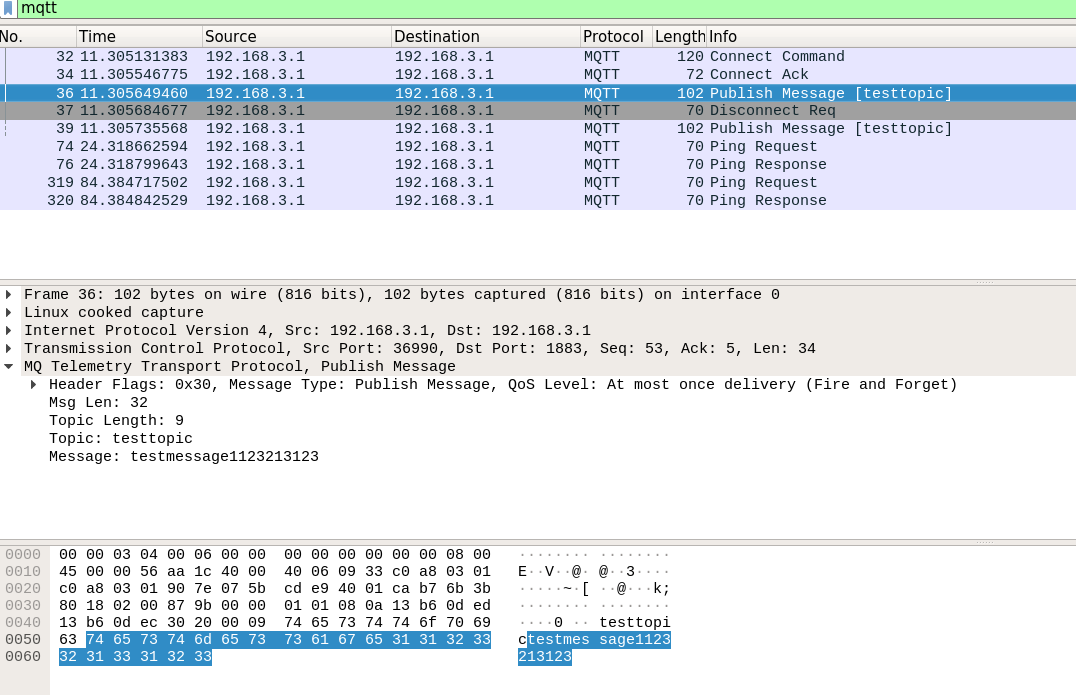 mqtt
No. Time Source Destination Protocol Length Info
32 11.305131383 192.168.3.1 192.168.3.1 MQTT 120 Connect Command
34 11.305546775 192.168.3.1 192.168.3.1 MQTT 72 Connect Ack
36 11.305649460 192.168.3.1 192.168.3.1 MQTT 102 Publish Message [testtopic]
37 11.305684677 192.168.3.1 192.168.3.1 MQTT 70 Disconnect Req
39 11.305735568 192.168.3.1 192.168.3.1 MQTT 102 Publish Message [testtopic]
74 24.318662594 192.168.3.1 192.168.3.1 MQTT 70 Ping Request
76 24.318799643 192.168.3.1 192.168.3.1 MQTT 70 Ping Response
319 84.384717502 192.168.3.1 192.168.3.1 MQTT 70 Ping Request
320 84.384842529 192.168.3.1 192.168.3.1 MQTT 70 Ping Response
Frame 36: 102 bytes on wire (816 bits), 102 bytes captured (816 bits) on interface 0
Linux cooked capture
Internet Protocol Version 4, Src: 192.168.3.1, Dst: 192.168.3.1
Transmission Control Protocol, Src Port: 36990, Dst Port: 1883, Seq: 53, Ack: 5, Len: 34
MQ Telemetry Transport Protocol, Publish Message
Header Flags: 0x30, Message Type: Publish Message, QoS Level: At most once delivery (Fire and Forget)
Msg Len: 32
Topic Length: 9
Topic: testtopic
Message: testmessage1123213123
0000 00 00 03 04 00 06 00 00 00 00 00 00 00 00 08 00 ········ ········
0010 45 00 00 56 aa 1c 40 00 40 06 09 33 c0 a8 03 01 E··V··@· @··3····
0020 c0 a8 03 01 90 7e 07 5b cd e9 40 01 ca b7 6b 3b ·····~·[ ··@···k;
0030 80 18 02 00 87 9b 00 00 01 01 08 0a 13 b6 0d ed ········ ········
0040 13 b6 0d ec 30 20 00 09 74 65 73 74 74 6f 70 69 ····0 ·· testtopi
0050 63 74 65 73 74 6d 65 73 73 61 67 65 31 31 32 33 ctestmes sage1123
0060 32 31 33 31 32 33 213123